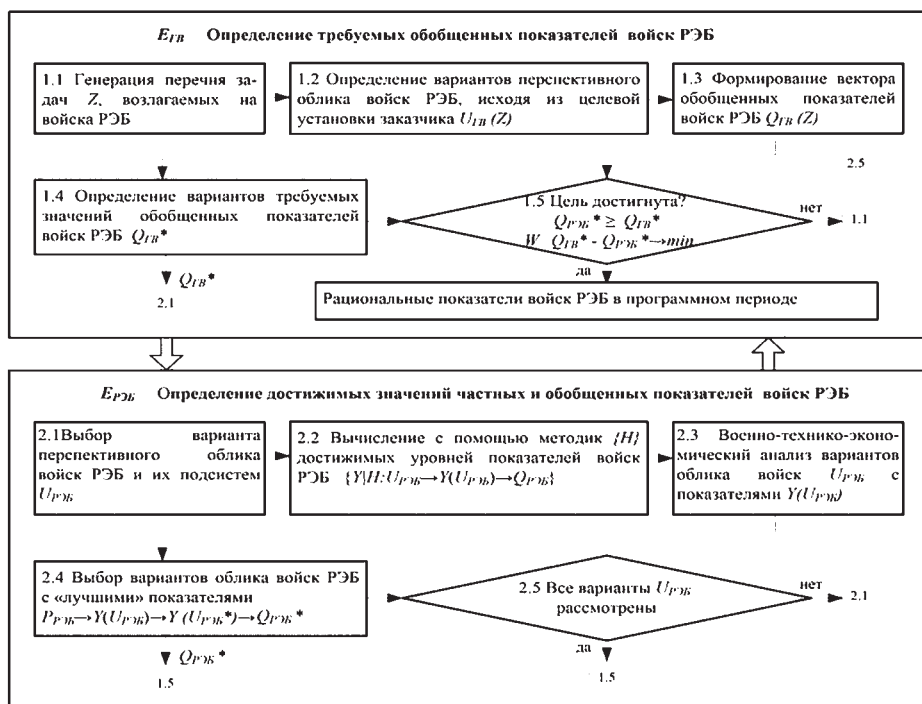 E_ГВ Определение требуемых обобщенных показателей войск РЭБ
1.1 Генерация перечня за-
дач Z, возлагаемых на
войска РЭБ
1.2 Определение вариантов перспективного
облика войск РЭБ, исходя из целевой
установки заказчика U_ГВ (Z)
1.3 Формирование вектора
обобщенных показателей
войск РЭБ Q_ГВ (Z)
2.5
1.4 Определение вариантов требуемых
значений обобщенных показателей
войск РЭБ Q_ГВ*
1.5 Цель достигнута?
Q_РЭБ* ≥ Q_ГВ*
W Q_ГВ* - Q_РЭБ*→min
нет
1.1
да
Q_ГВ*
2.1
Рациональные показатели войск РЭБ в программном периоде
E_РЭБ Определение достижимых значений частных и обобщенных показателей войск РЭБ
2.1Выбор варианта
перспективного облика
войск РЭБ и их подсистем
U_РЭБ
2.2 Вычисление с помощью методик {H}
достижимых уровней показателей войск
РЭБ {Y|H:U_РЭБ→Y(U_РЭБ)→Q_РЭБ}
2.3 Военно-технико-эконо-
мический анализ вариантов
облика войск U_РЭБ с
показателями Y(U_РЭБ)
2.4 Выбор вариантов облика войск РЭБ
с «лучшими» показателями
P_РЭБ→Y(U_РЭБ)→Y (U_РЭБ*)→Q_РЭБ*
2.5 Все варианты U_РЭБ
рассмотрены
нет
2.1
да
Q_РЭБ*
1.5
1.5